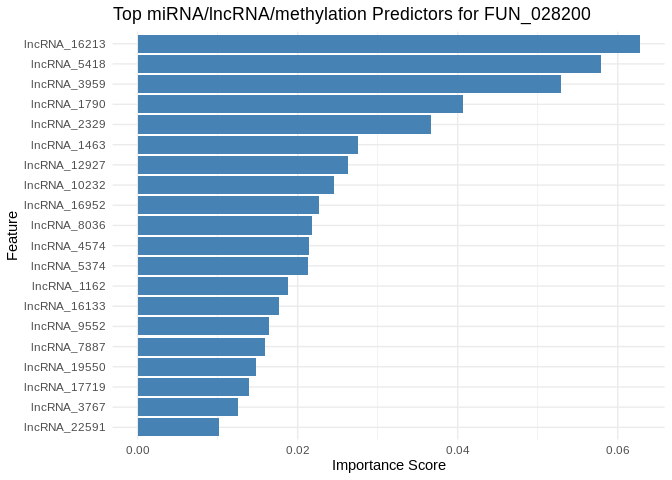 Top miRNA/lncRNA/methylation Predictors for FUN_028200
lncRNA_16213
lncRNA_5418
lncRNA_3959
lncRNA_1790
lncRNA_2329
lncRNA_1463
lncRNA_12927
lncRNA_10232
lncRNA_16952
lncRNA_8036
lncRNA_4574
lncRNA_5374
lncRNA_1162
lncRNA_16133
lncRNA_9552
lncRNA_7887
lncRNA_19550
lncRNA_17719
lncRNA_3767
lncRNA_22591
Feature
0.00 0.02 0.04 0.06
Importance Score